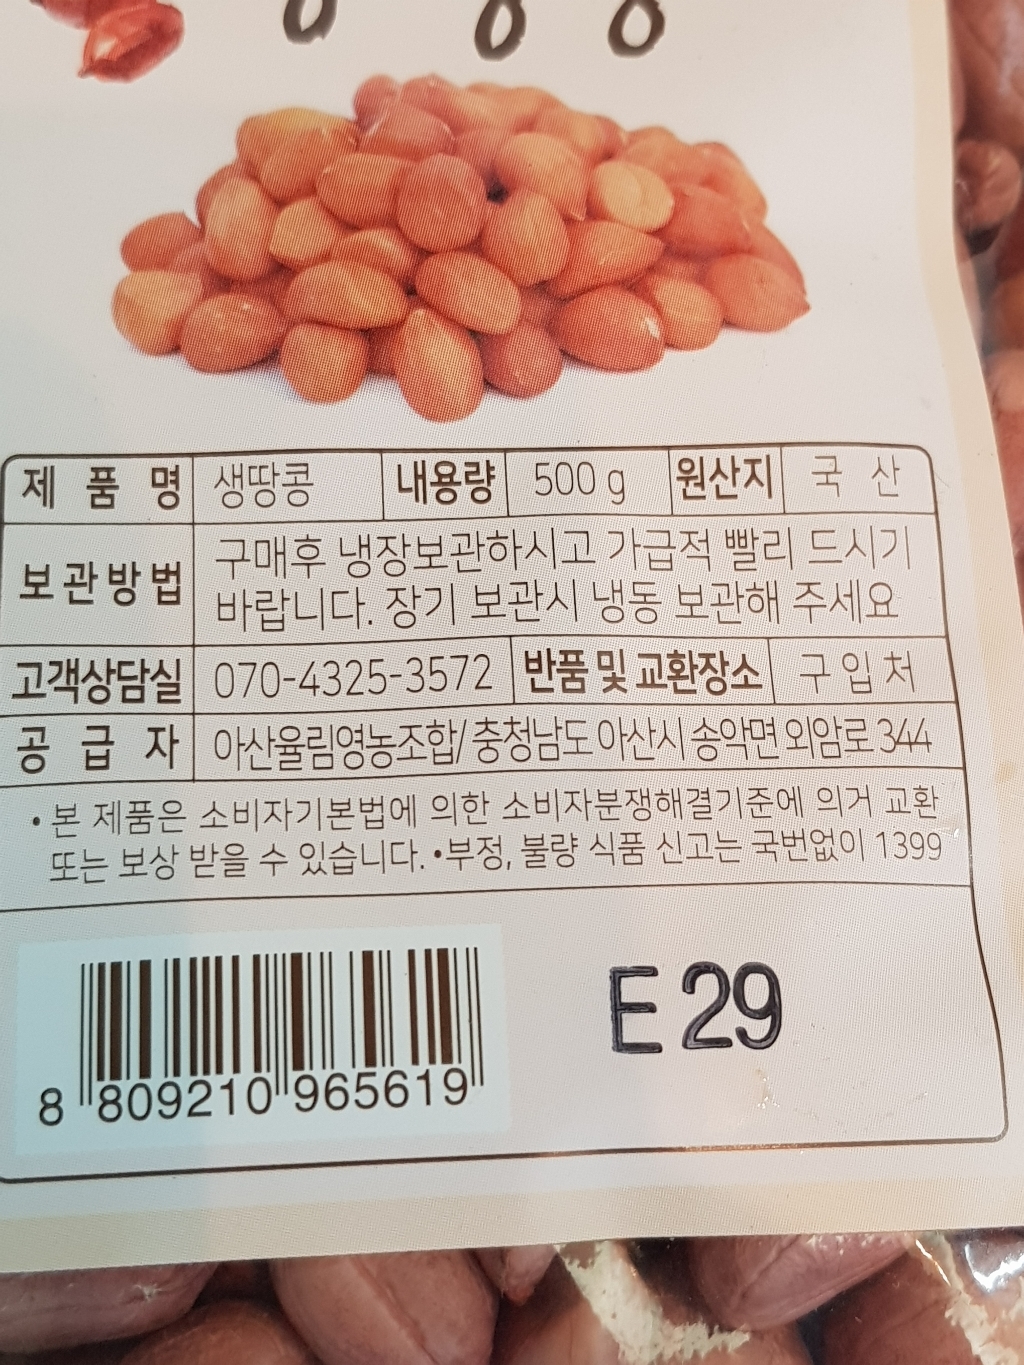 제 품 명 생땅콩 내용량 500 g 원산지 국 산
보관방법 구매후 냉장보관하시고 가급적 빨리 드시기
바랍니다. 장기 보관시 냉동 보관해 주세요
고객상담실 070-4325-3572 반품 및 교환장소 구 입 처
공 급 자 아산율림영농조합/충청남도 아산시 송악면 외암로 344
• 본 제품은 소비자기본법에 의한 소비자분쟁해결기준에 의거 교환
또는 보상 받을 수 있습니다. •부정, 불량 식품 신고는 국번없이 1399
E 29
8 809210 965619